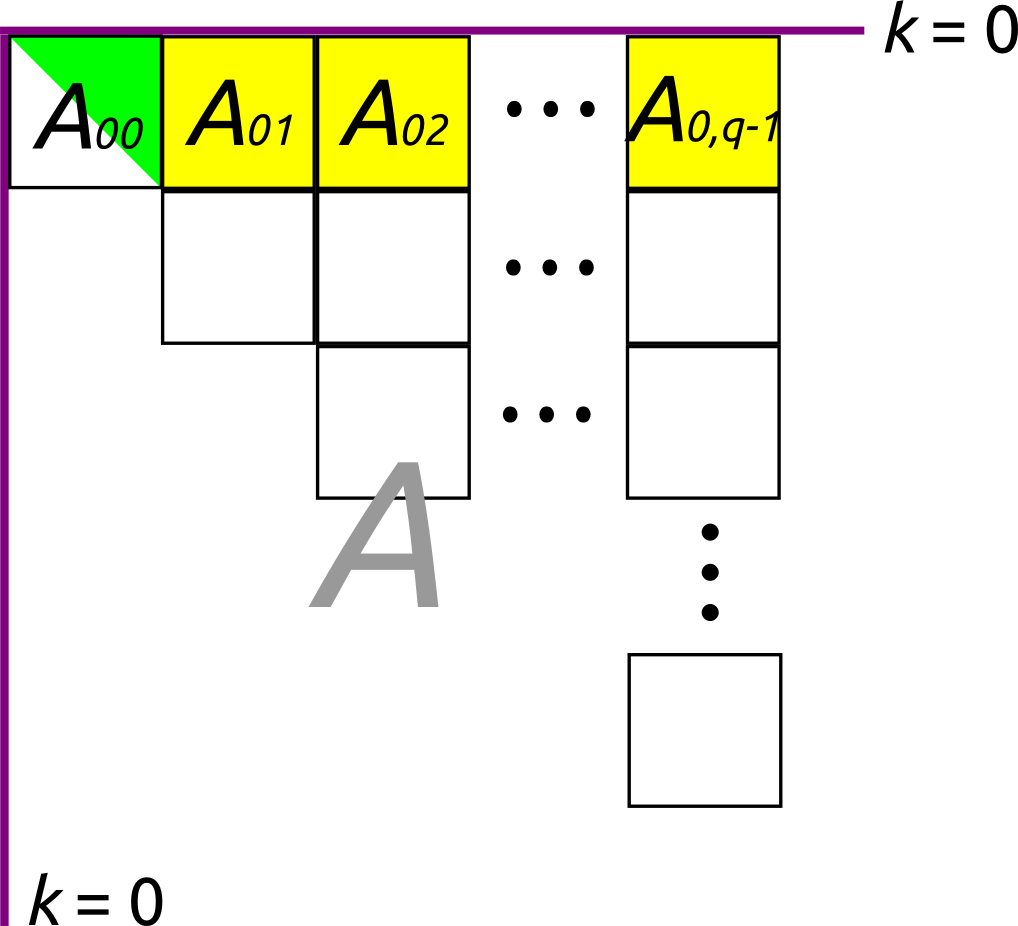 k = 0
A00 A01 A02 ••• A0,q-1
•••
•••
A
k = 0